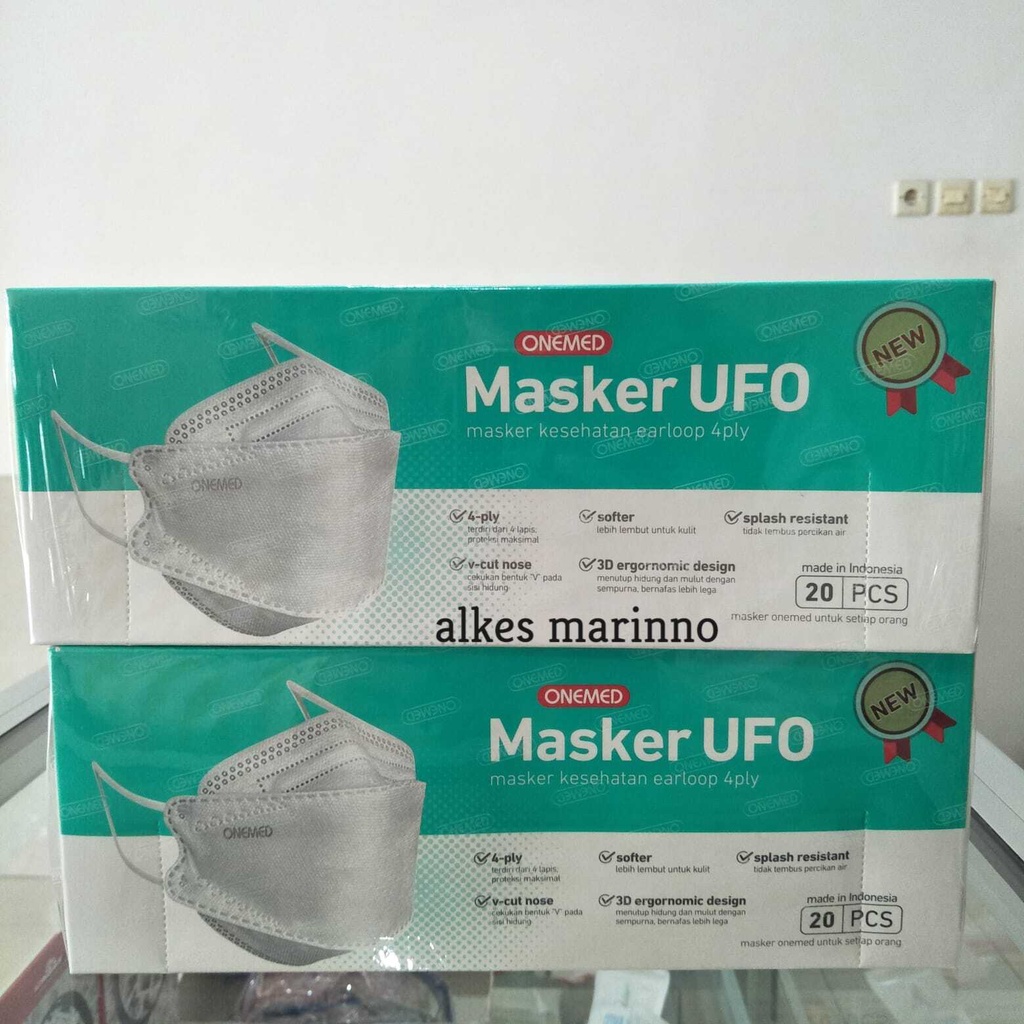 ONEMED
NEW
Masker UFO
masker kesehatan earloop 4ply
ONEMED
4-ply
terdiri dari 4 lapis,
proteksi maksimal
softer
lebih lembut untuk kulit
splash resistant
tidak tembus percikan air
v-cut nose
cekukan bentuk "V" pada
sisi hidung
3D ergornomic design
menutup hidung dan mulut dengan
sempurna, bernafas lebih lega
made in Indonesia
20 PCS
masker onemed untuk setiap orang
alkes marinno
ONEMED
NEW
Masker UFO
masker kesehatan earloop 4ply
ONEMED
4-ply
terdiri dari 4 lapis,
proteksi maksimal
softer
lebih lembut untuk kulit
splash resistant
tidak tembus percikan air
v-cut nose
cekukan bentuk "V" pada
sisi hidung
3D ergornomic design
menutup hidung dan mulut dengan
sempurna, bernafas lebih lega
made in Indonesia
20 PCS
masker onemed untuk setiap orang